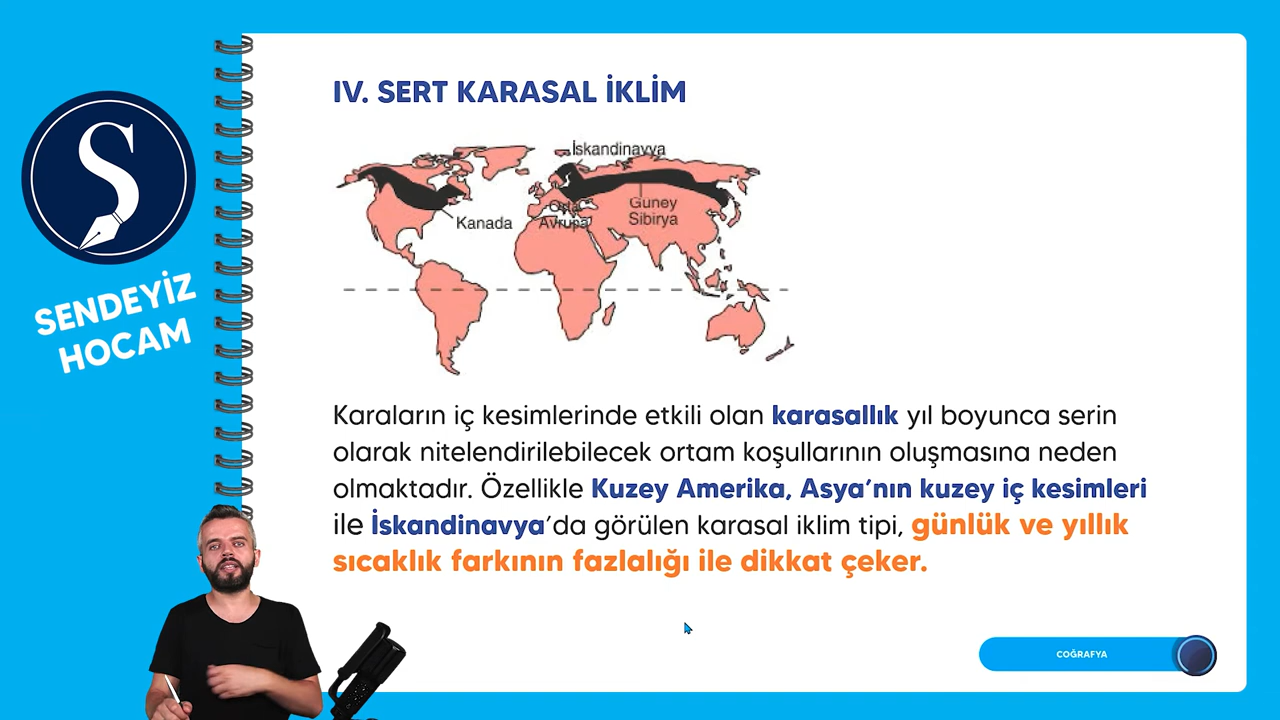 S
SENDEYİZ
HOCAM
IV. SERT KARASAL İKLİM
İskandinavya
Kanada
Orta
Avrupa
Güney
Sibirya
Karaların iç kesimlerinde etkili olan karasallık yıl boyunca serin
olarak nitelendirilebilecek ortam koşullarının oluşmasına neden
olmaktadır. Özellikle Kuzey Amerika, Asya’nın kuzey iç kesimleri
ile İskandinavya’da görülen karasal iklim tipi, günlük ve yıllık
sıcaklık farkının fazlalığı ile dikkat çeker.
COĞRAFYA